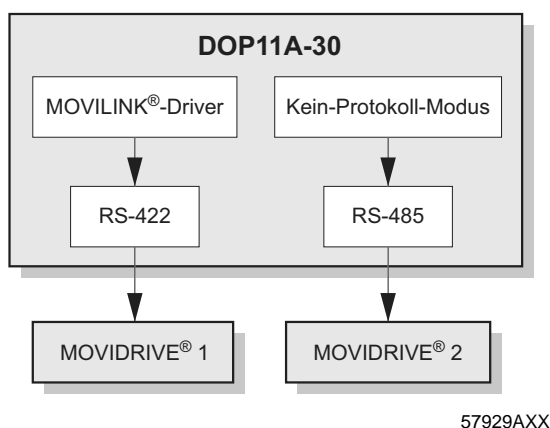 DOP11A-30
MOVILINK®-Driver
Kein-Protokoll-Modus
RS-422
RS-485
MOVIDRIVE® 1
MOVIDRIVE® 2
57929AXX